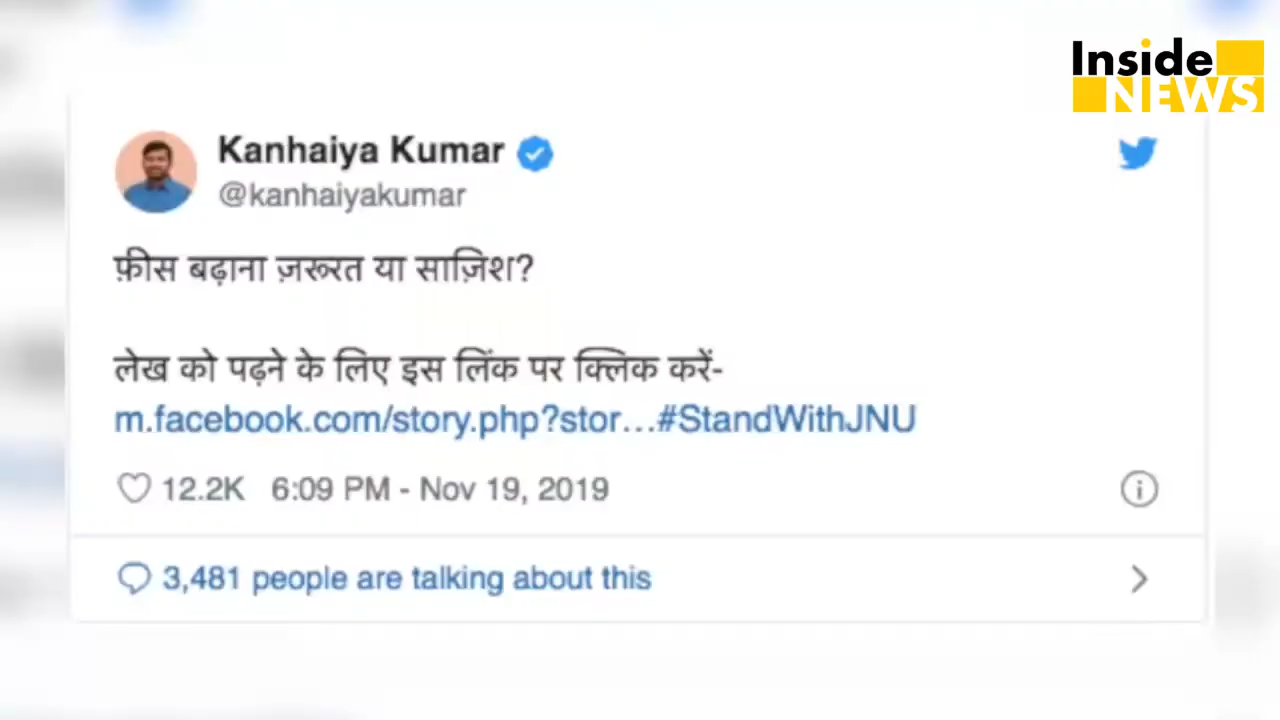 Inside
NEWS
Kanhaiya Kumar
@kanhaiyakumar
फ़ीस बढ़ाना ज़रूरत या साज़िश?
लेख को पढ़ने के लिए इस लिंक पर क्लिक करें-
m.facebook.com/story.php?stor…#StandWithJNU
12.2K 6:09 PM - Nov 19, 2019
3,481 people are talking about this